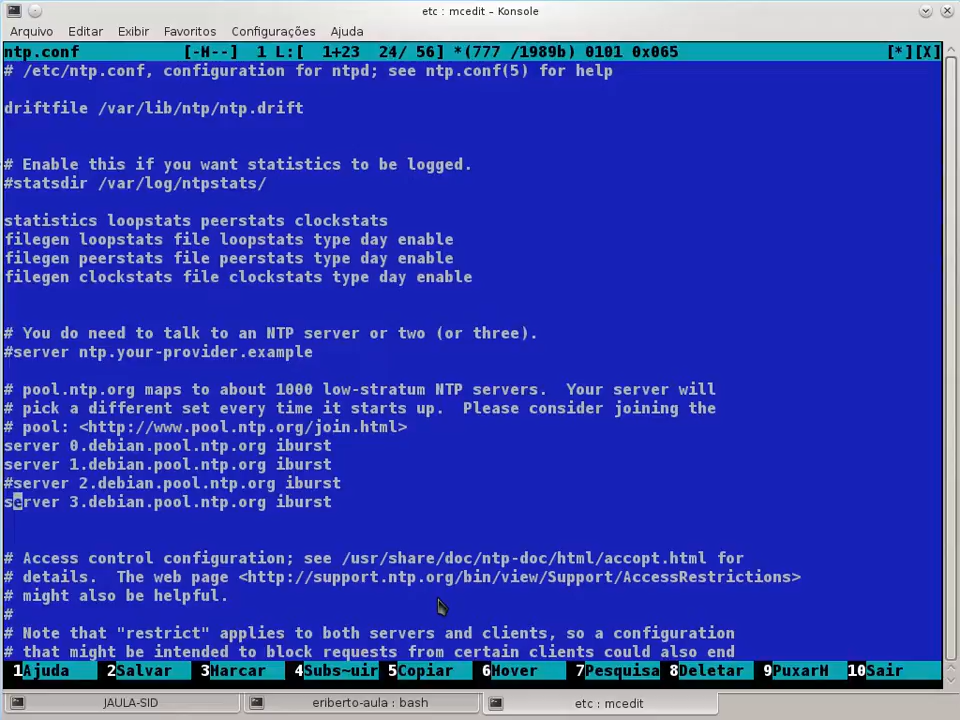 etc : mcedit – Konsole
Arquivo Editar Exibir Favoritos Configurações Ajuda
ntp.conf [-M--] 1 L:[ 1+23 24/ 56] *(777 /1989b) 0101 0x065 [*][X]
# /etc/ntp.conf, configuration for ntpd; see ntp.conf(5) for help
driftfile /var/lib/ntp/ntp.drift
# Enable this if you want statistics to be logged.
#statsdir /var/log/ntpstats/
statistics loopstats peerstats clockstats
filegen loopstats file loopstats type day enable
filegen peerstats file peerstats type day enable
filegen clockstats file clockstats type day enable
# You do need to talk to an NTP server or two (or three).
#server ntp.your-provider.example
# pool.ntp.org maps to about 1000 low-stratum NTP servers.  Your server will
# pick a different set every time it starts up.  Please consider joining the
# pool: <http://www.pool.ntp.org/join.html>
server 0.debian.pool.ntp.org iburst
server 1.debian.pool.ntp.org iburst
#server 2.debian.pool.ntp.org iburst
server 3.debian.pool.ntp.org iburst
# Access control configuration; see /usr/share/doc/ntp-doc/html/accopt.html for
# details.  The web page <http://support.ntp.org/bin/view/Support/AccessRestrictions>
# might also be helpful.
#
# Note that "restrict" applies to both servers and clients, so a configuration
# that might be intended to block requests from certain clients could also end
1Ajuda 2Salvar 3Marcar 4Subs~uir 5Copiar 6Mover 7Pesquisa 8Deletar 9PuxarM 10Sair
JAULA-SID eriberto-aula : bash etc : mcedit